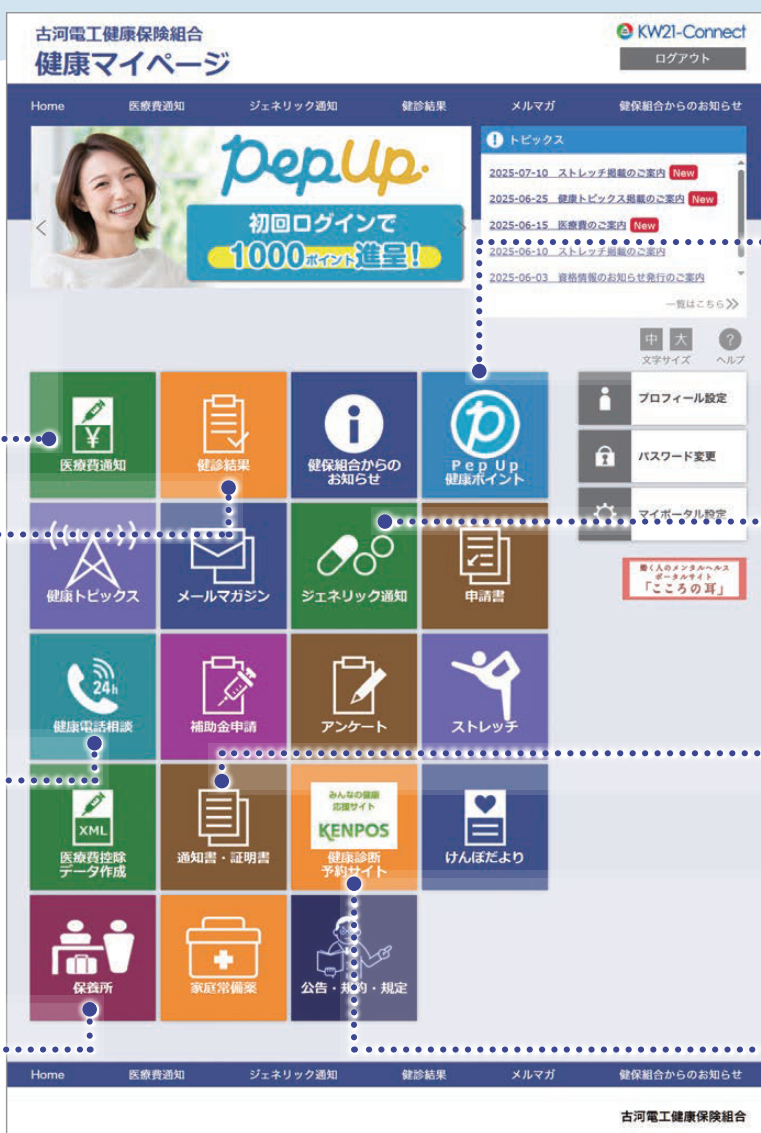 古河電工健康保険組合
健康マイページ
KW21-Connect
ログアウト
Home 医療費通知 ジェネリック通知 健診結果 メルマガ 健保組合からのお知らせ
PepUp
初回ログインで
1000ポイント進呈!
トピックス
2025-07-10 ストレッチ掲載のご案内 New
2025-06-25 健康トピックス掲載のご案内 New
2025-06-15 医療費のご案内 New
2025-06-10 ストレッチ掲載のご案内
2025-06-03 資格情報のお知らせ発行のご案内
一覧はこちら
中 大 ?
文字サイズ ヘルプ
¥
医療費通知
健診結果
健保組合からの
お知らせ
Pep Up
健康ポイント
プロフィール設定
パスワード変更
マイポータル設定
健康トピックス
メールマガジン
ジェネリック通知
申請書
働く人のメンタルヘルス
ポータルサイト
「こころの耳」
24h
健康電話相談
補助金申請
アンケート
ストレッチ
XML
医療費控除
データ作成
通知書・証明書
みんなの健康
応援サイト
KENPOS
健康診断
予約サイト
けんぽだより
保養所
家庭常備薬
公告・規約・規定
Home 医療費通知 ジェネリック通知 健診結果 メルマガ 健保組合からのお知らせ
古河電工健康保険組合